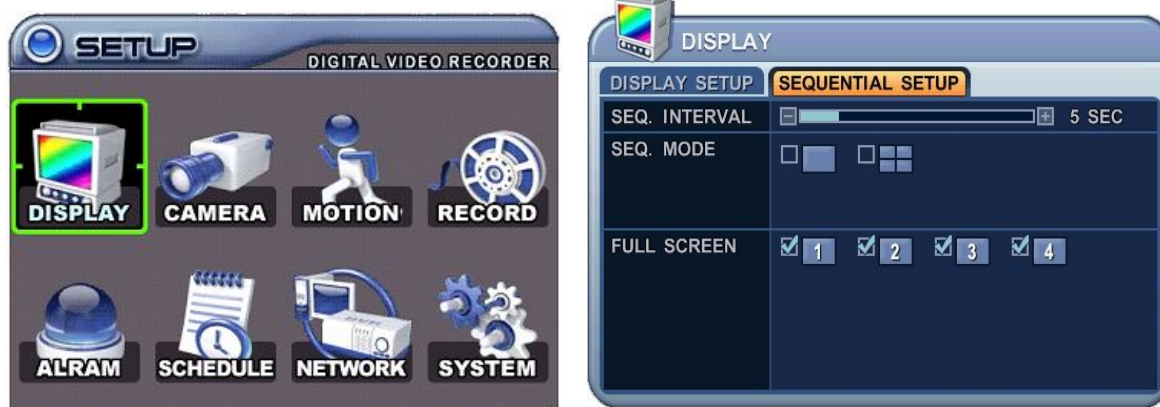 SETUP
DIGITAL VIDEO RECORDER
DISPLAY CAMERA MOTION RECORD
ALRAM SCHEDULE NETWORK SYSTEM
DISPLAY
DISPLAY SETUP SEQUENTIAL SETUP
SEQ. INTERVAL 5 SEC
SEQ. MODE
FULL SCREEN 1 2 3 4